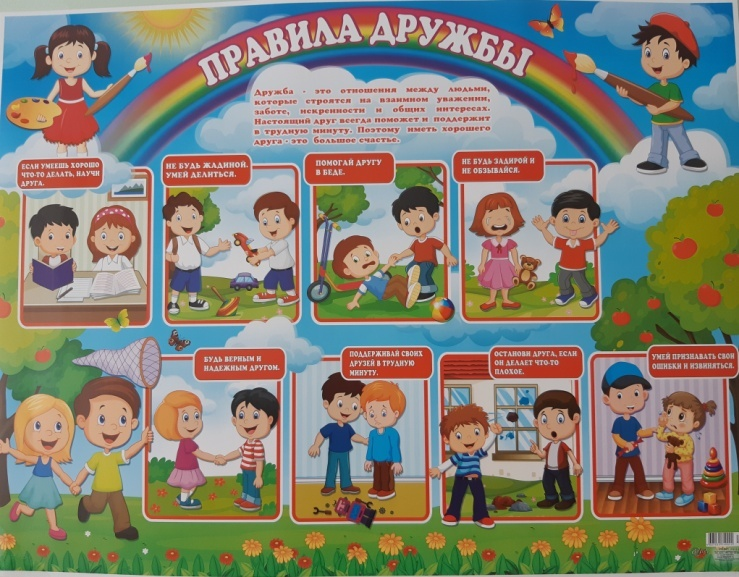 ПРАВИЛА ДРУЖБЫ
Дружба - это отношения между людьми,
которые строятся на взаимном уважении,
заботе, искренности и общих интересах.
Настоящий друг всегда поможет и поддержит
в трудную минуту. Поэтому иметь хорошего
друга - это большое счастье.
ЕСЛИ УМЕЕШЬ ХОРОШО
ЧТО-ТО ДЕЛАТЬ, НАУЧИ
ДРУГА.
НЕ БУДЬ ЖАДИНОЙ.
УМЕЙ ДЕЛИТЬСЯ.
ПОМОГАЙ ДРУГУ
В БЕДЕ.
НЕ БУДЬ ЗАДИРОЙ И
НЕ ОБЗЫВАЙСЯ.
БУДЬ ВЕРНЫМ И
НАДЕЖНЫМ ДРУГОМ.
ПОДДЕРЖИВАЙ СВОИХ
ДРУЗЕЙ В ТРУДНУЮ
МИНУТУ.
ОСТАНОВИ ДРУГА, ЕСЛИ
ОН ДЕЛАЕТ ЧТО-ТО
ПЛОХОЕ.
УМЕЙ ПРИЗНАВАТЬ СВОИ
ОШИБКИ И ИЗВИНЯТЬСЯ.